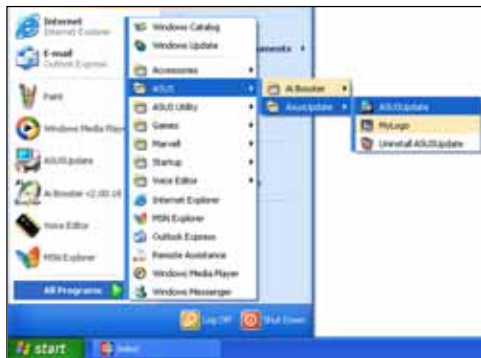 Internet
Internet Explorer
E-mail
Outlook Express
Paint
Windows Media Play
ASUSUpdate
Ai Booster v2.00.16
Voice Editor
MSN Explorer
All Programs
Windows Catalog
Windows Update
Accessories
ASUS
ASUS Utility
Games
Marvell
Startup
Voice Editor
Internet Explorer
MSN Explorer
Outlook Express
Remote Assistance
Windows Media Player
Windows Messenger
uments
Ai Booster
AsusUpdate
ASUSUpdate
MyLogo
Uninstall ASUSUpdate
Log Off
Shut Down
start